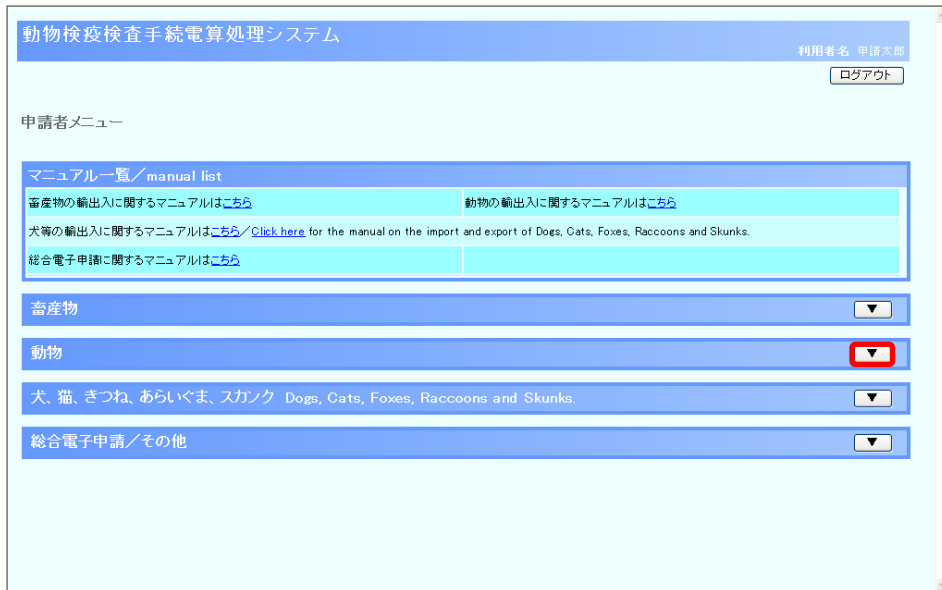 動物検疫検査手続電算処理システム
利用者名 申請太郎
ログアウト
申請者メニュー
マニュアル一覧／manual list
畜産物の輸出入に関するマニュアルはこちら
動物の輸出入に関するマニュアルはこちら
犬等の輸出入に関するマニュアルはこちら／Click here for the manual on the import and export of Dogs, Cats, Foxes, Raccoons and Skunks.
総合電子申請に関するマニュアルはこちら
畜産物 ▼
動物 ▼
犬、猫、きつね、あらいぐま、スカンク Dogs, Cats, Foxes, Raccoons and Skunks. ▼
総合電子申請／その他 ▼